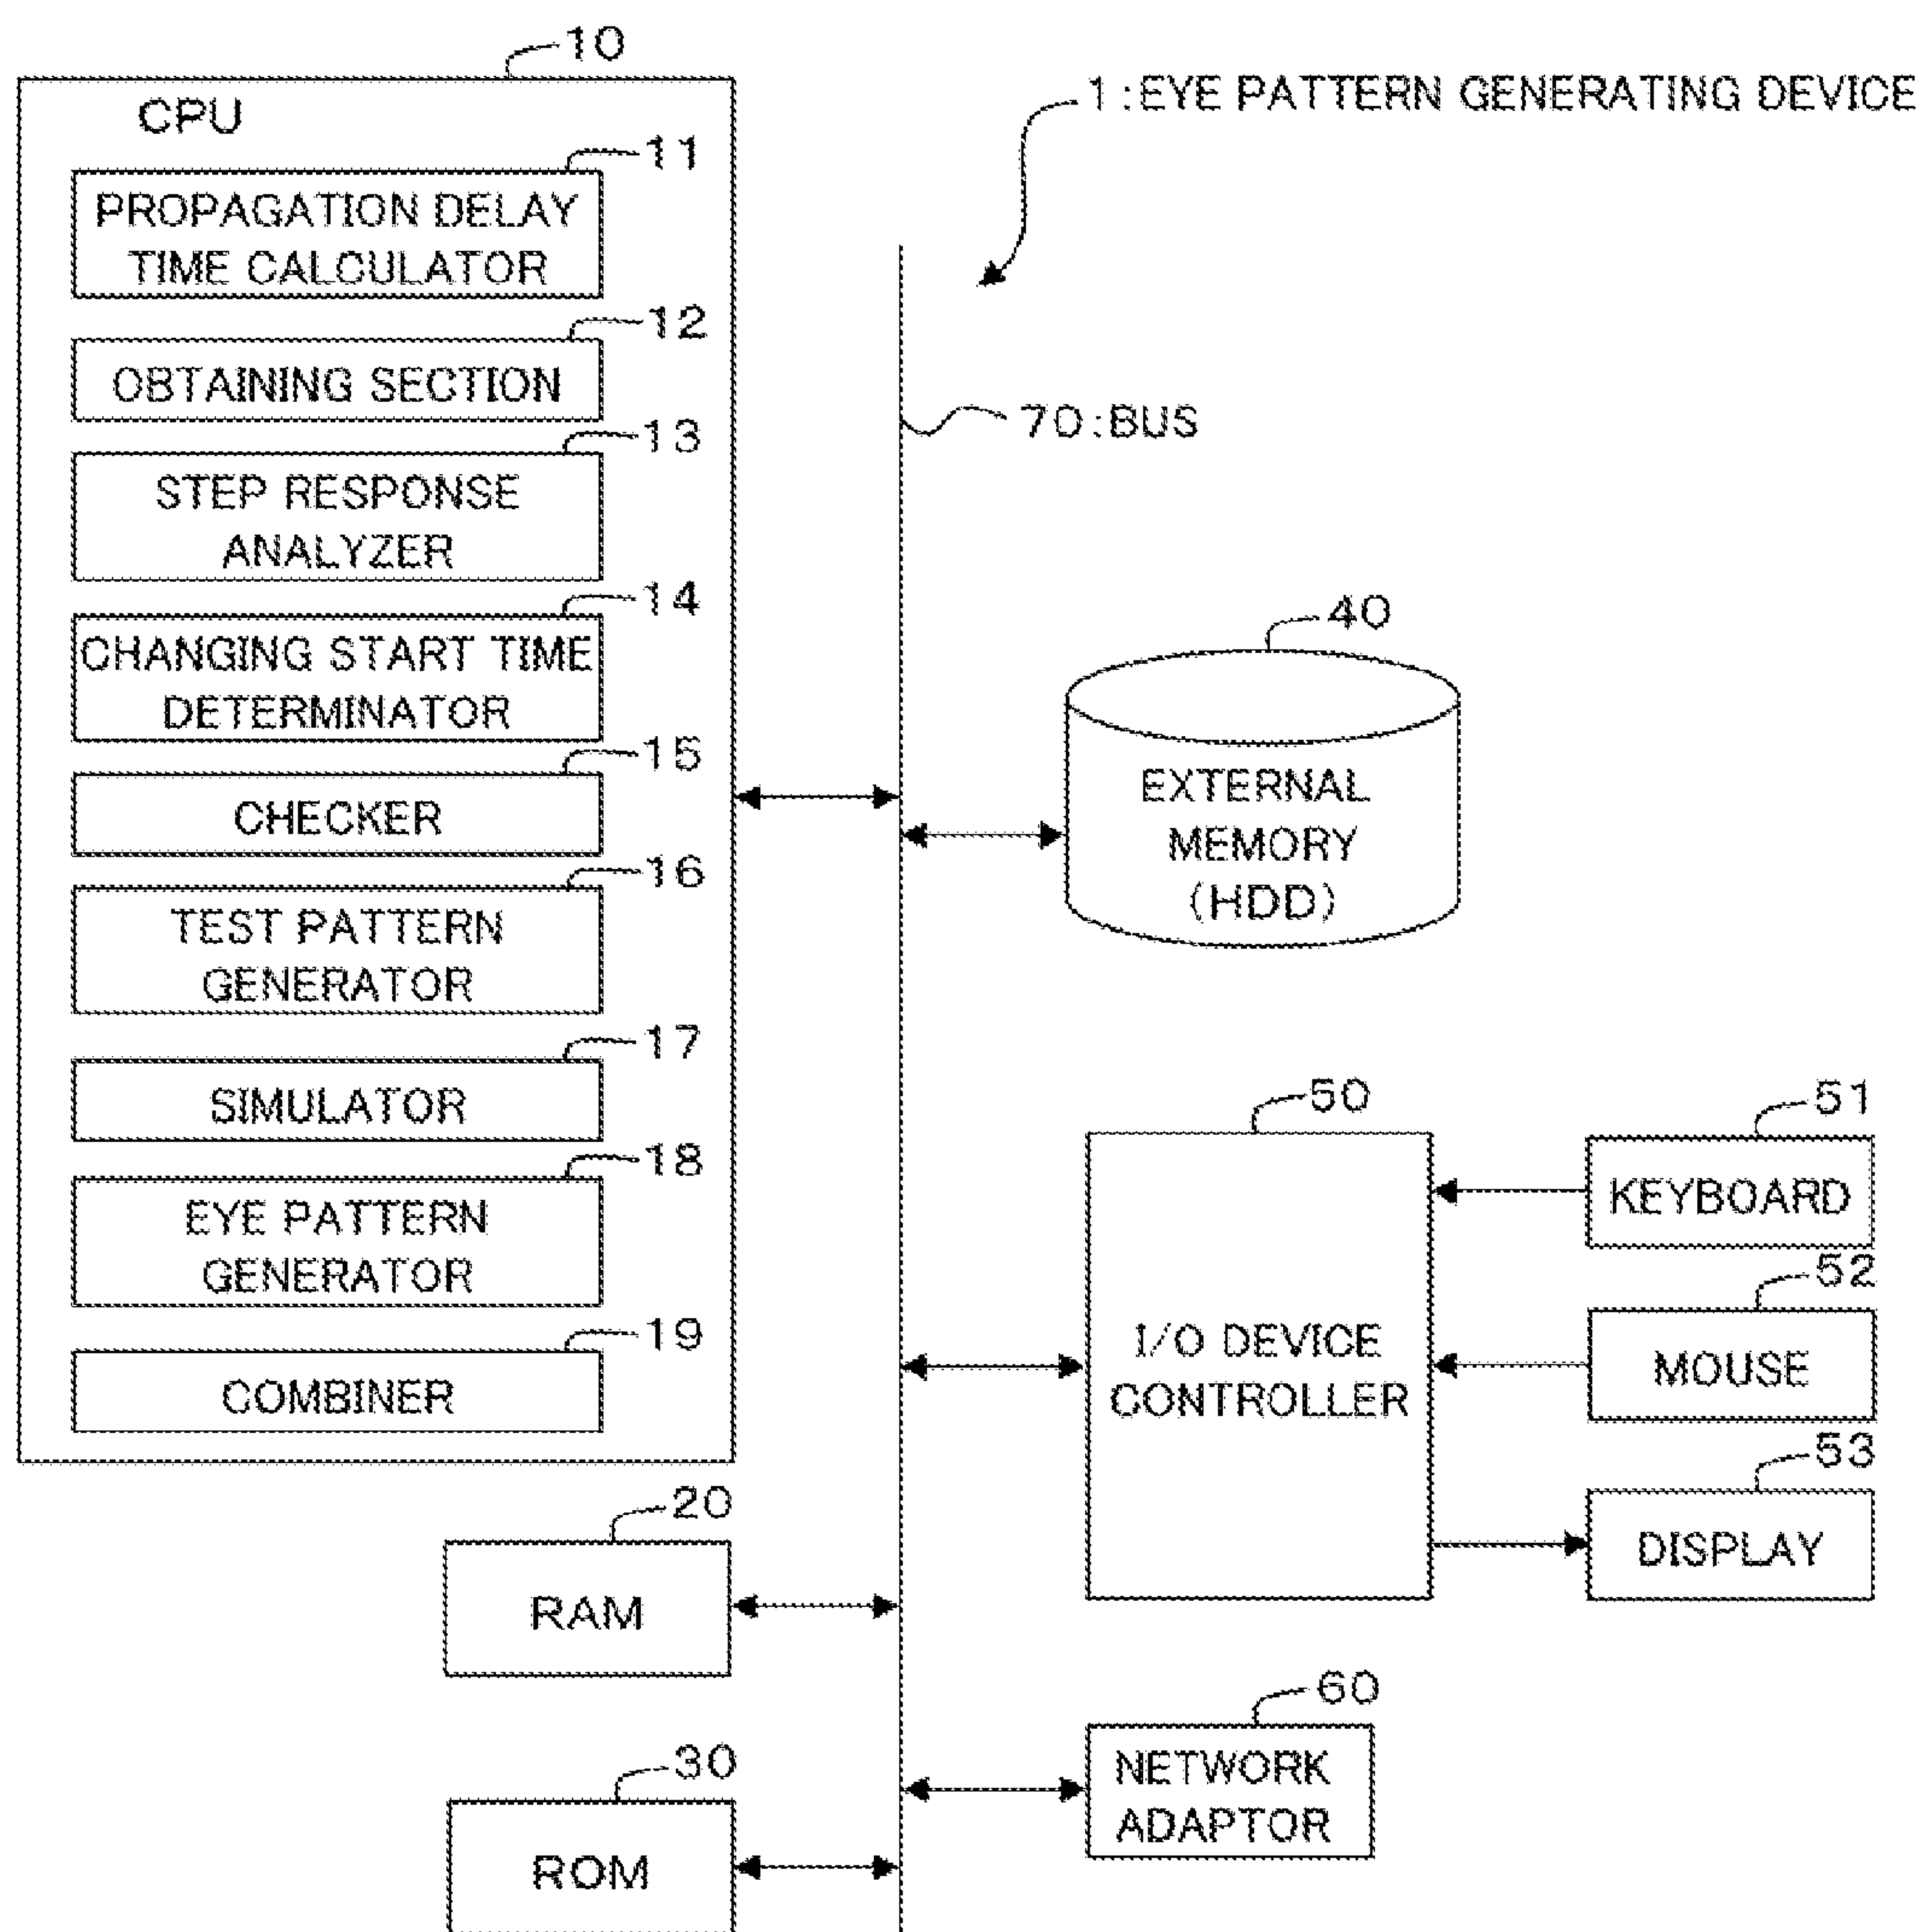 10
CPU
1:EYE PATTERN GENERATING DEVICE
11
PROPAGATION DELAY
TIME CALCULATOR
12
OBTAINING SECTION
70:BUS
13
STEP RESPONSE
ANALYZER
14
CHANGING START TIME
DETERMINATOR
15
CHECKER
16
TEST PATTERN
GENERATOR
17
SIMULATOR
18
EYE PATTERN
GENERATOR
19
COMBINER
20
RAM
30
ROM
40
EXTERNAL
MEMORY
(HDD)
50
I/O DEVICE
CONTROLLER
51
KEYBOARD
52
MOUSE
53
DISPLAY
60
NETWORK
ADAPTOR